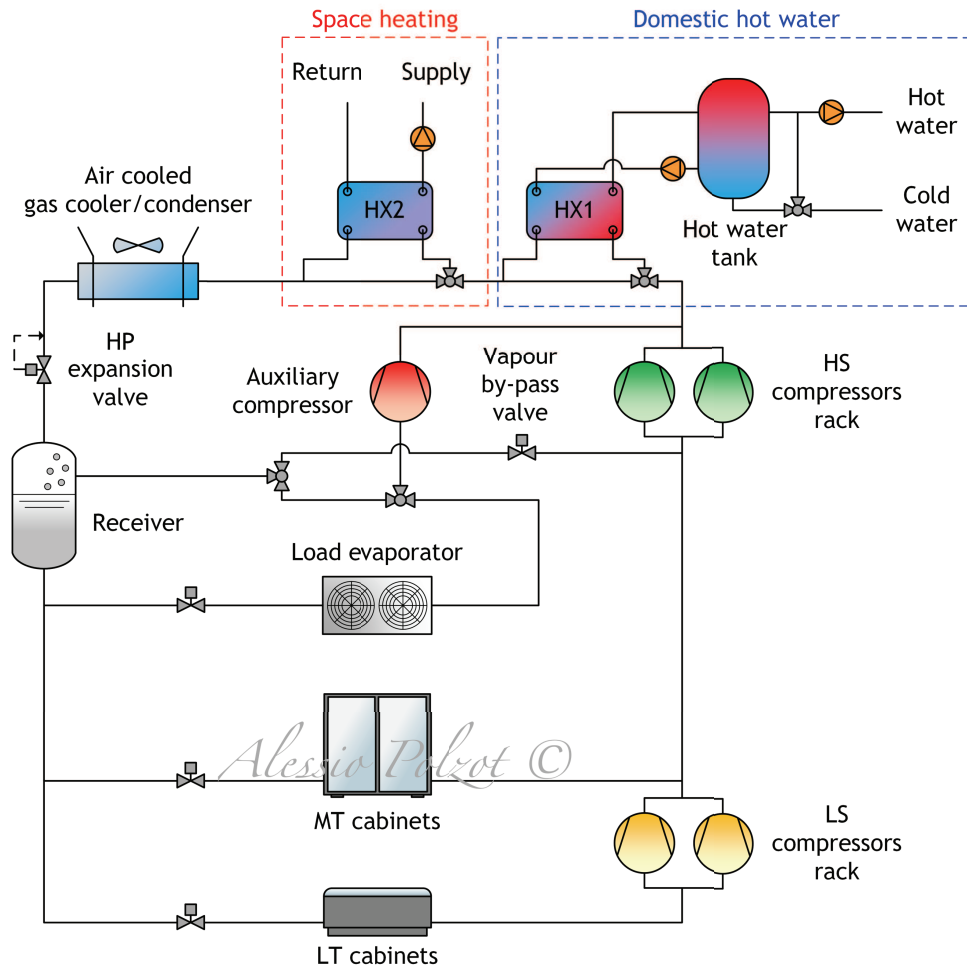 Space heating
Domestic hot water
Return
Supply
Hot
water
Air cooled
gas cooler/condenser
HX2
HX1
Cold
water
Hot water
tank
HP
expansion
valve
Auxiliary
compressor
Vapour
by-pass
valve
HS
compressors
rack
Receiver
Load evaporator
Alessio Polzot ©
MT cabinets
LS
compressors
rack
LT cabinets